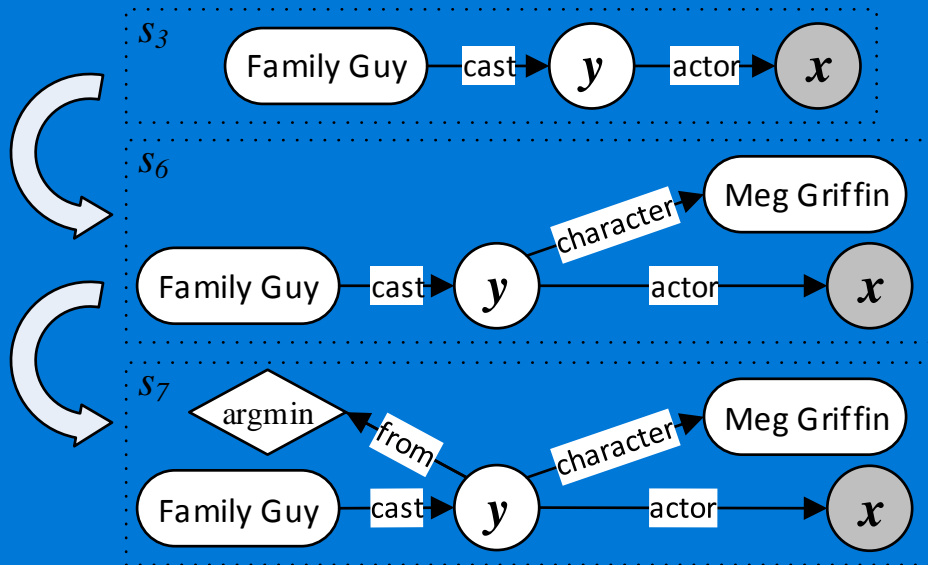 s3
Family Guy cast y actor x
s6
Meg Griffin
character
Family Guy cast y actor x
s7
argmin
Meg Griffin
from
character
Family Guy cast y actor x